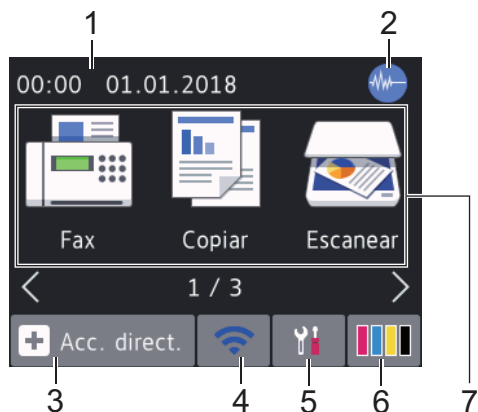 1 2
00:00 01.01.2018
Fax Copiar Escanear
1 / 3
Acc. direct.
3 4 5 6 7